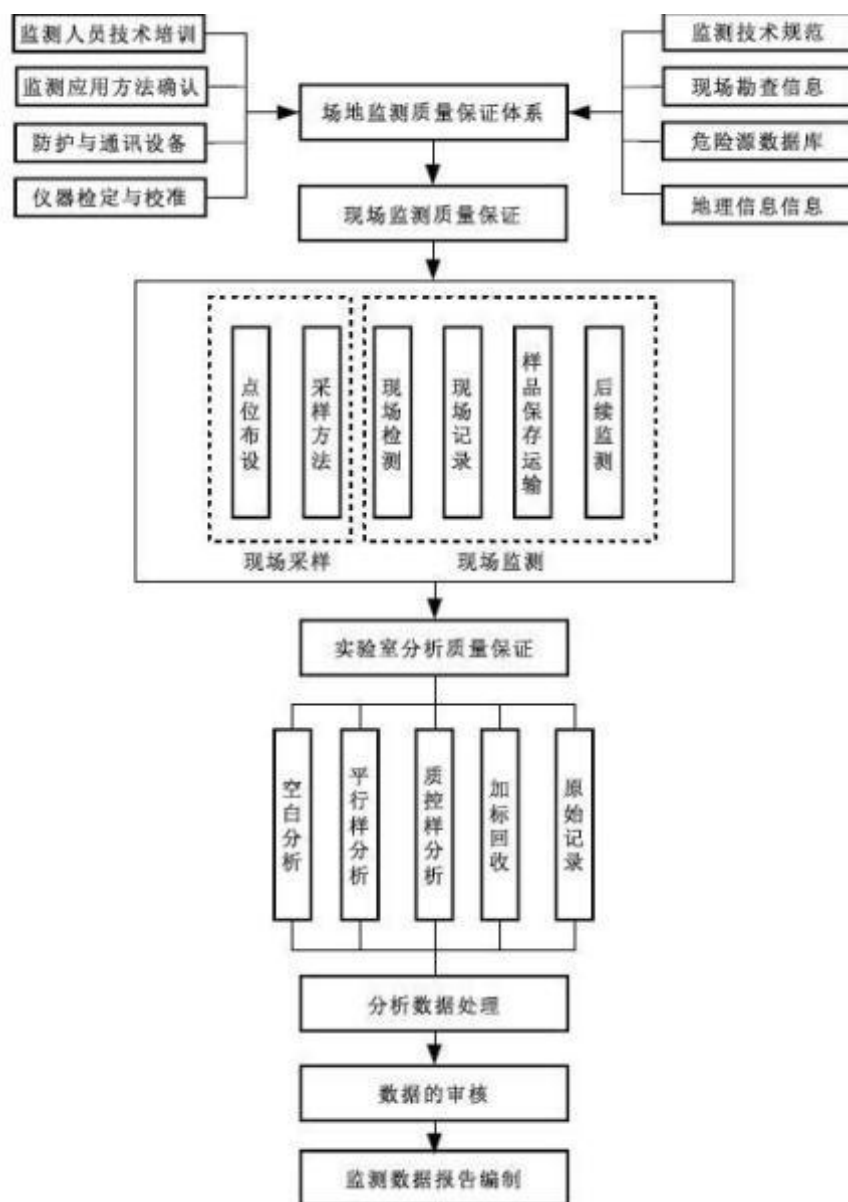 监测人员技术培训
监测应用方法确认
防护与通讯设备
仪器检定与校准
场地监测质量保证体系
监测技术规范
现场勘查信息
危险源数据库
地理信息信息
现场监测质量保证
点位布设
采样方法
现场检测
现场记录
样品保存运输
后续监测
现场采样
现场监测
实验室分析质量保证
空白分析
平行样分析
质控样分析
加标回收
原始记录
分析数据处理
数据的审核
监测数据报告编制